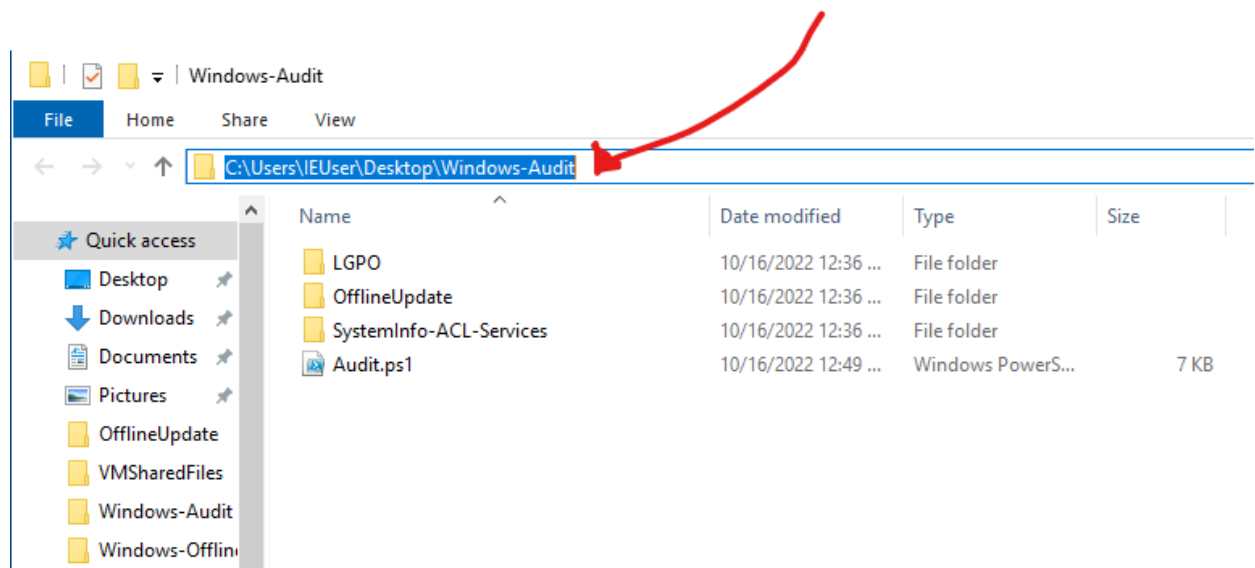 Windows-Audit
File Home Share View
C:\Users\IEUser\Desktop\Windows-Audit
Name Date modified Type Size
Quick access
Desktop
Downloads
Documents
Pictures
OfflineUpdate
VMSharedFiles
Windows-Audit
Windows-Offlin
LGPO 10/16/2022 12:36 ... File folder
OfflineUpdate 10/16/2022 12:36 ... File folder
SystemInfo-ACL-Services 10/16/2022 12:36 ... File folder
Audit.ps1 10/16/2022 12:49 ... Windows PowerS... 7 KB